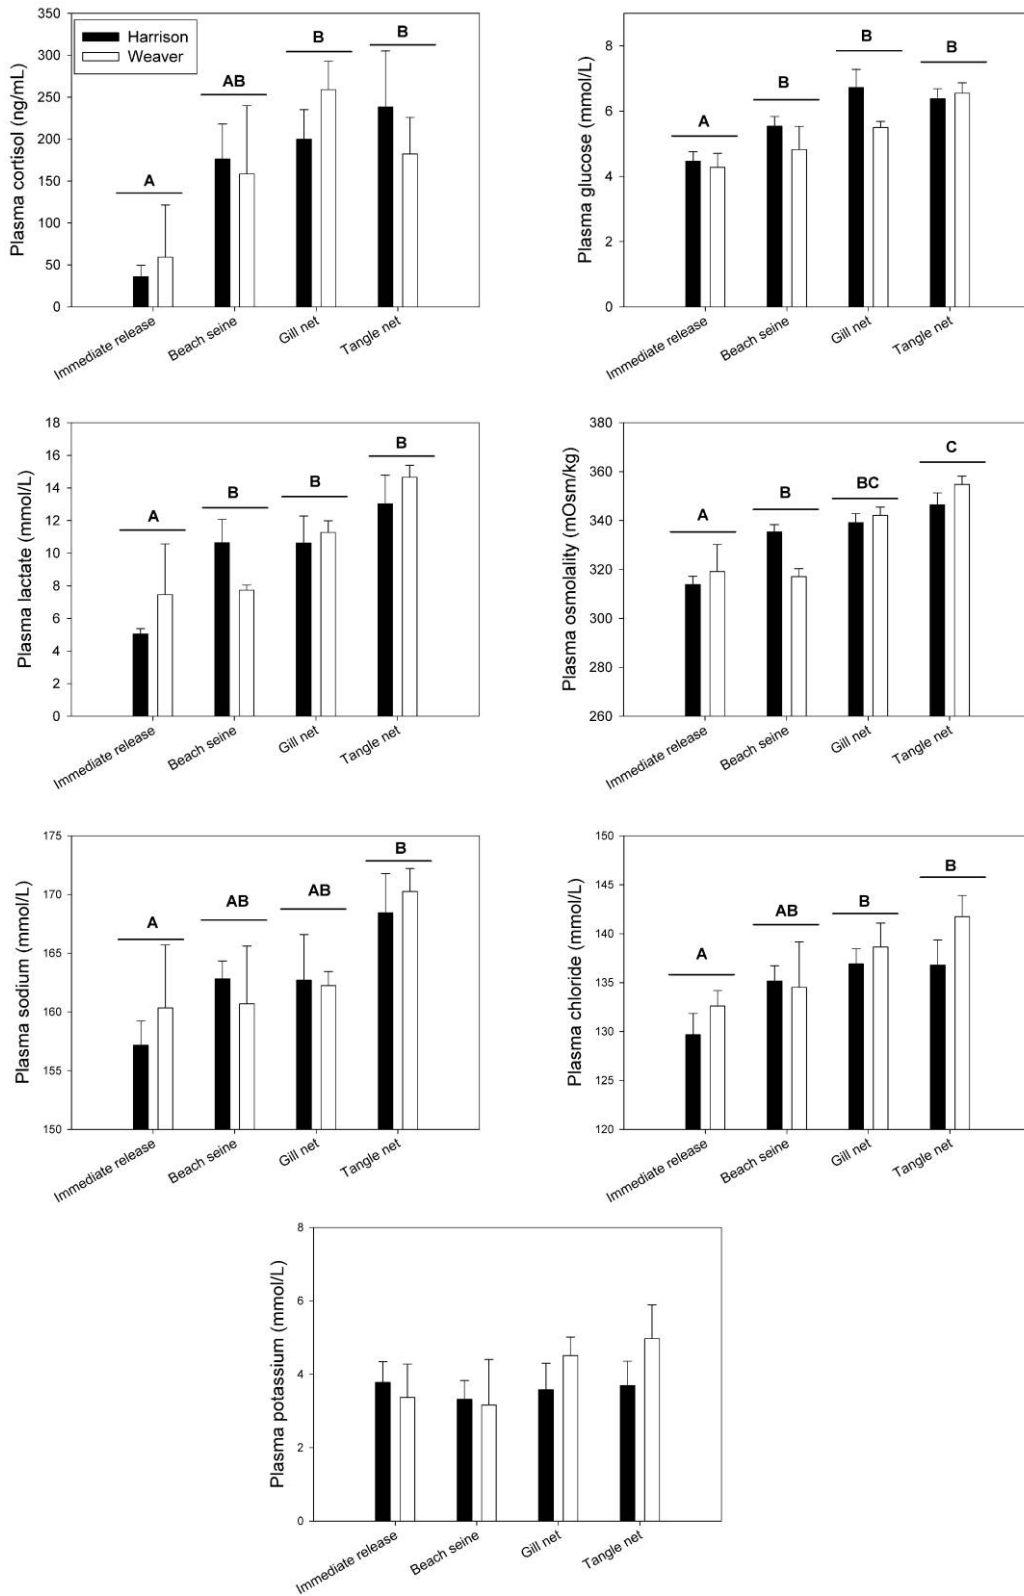 Harrison
Weaver
Plasma cortisol (ng/mL)
350
300
250
200
150
100
50
0
A
AB
B
B
Immediate release
Beach seine
Gill net
Tangle net
Plasma glucose (mmol/L)
8
6
4
2
0
A
B
B
B
Immediate release
Beach seine
Gill net
Tangle net
Plasma lactate (mmol/L)
18
16
14
12
10
8
6
4
2
0
A
B
B
B
Immediate release
Beach seine
Gill net
Tangle net
Plasma osmolality (mOsm/kg)
380
360
340
320
300
280
260
A
B
BC
C
Immediate release
Beach seine
Gill net
Tangle net
Plasma sodium (mmol/L)
175
170
165
160
155
150
A
AB
AB
B
Immediate release
Beach seine
Gill net
Tangle net
Plasma chloride (mmol/L)
150
145
140
135
130
125
120
A
AB
B
B
Immediate release
Beach seine
Gill net
Tangle net
Plasma potassium (mmol/L)
8
6
4
2
0
Immediate release
Beach seine
Gill net
Tangle net